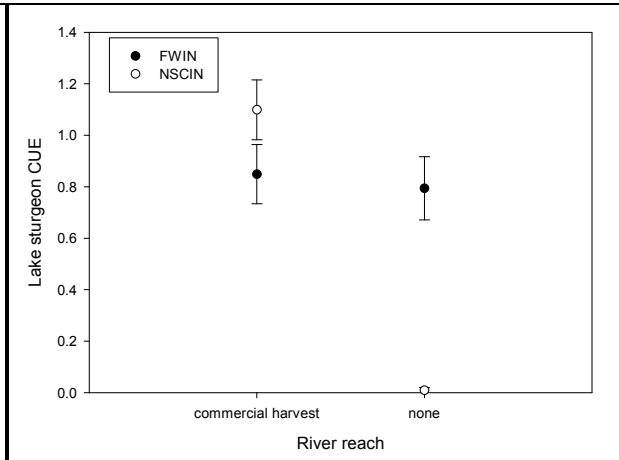 1.4
1.2
1.0
0.8
0.6
0.4
0.2
0.0
Lake sturgeon CUE
FWIN
NSCIN
commercial harvest none
River reach